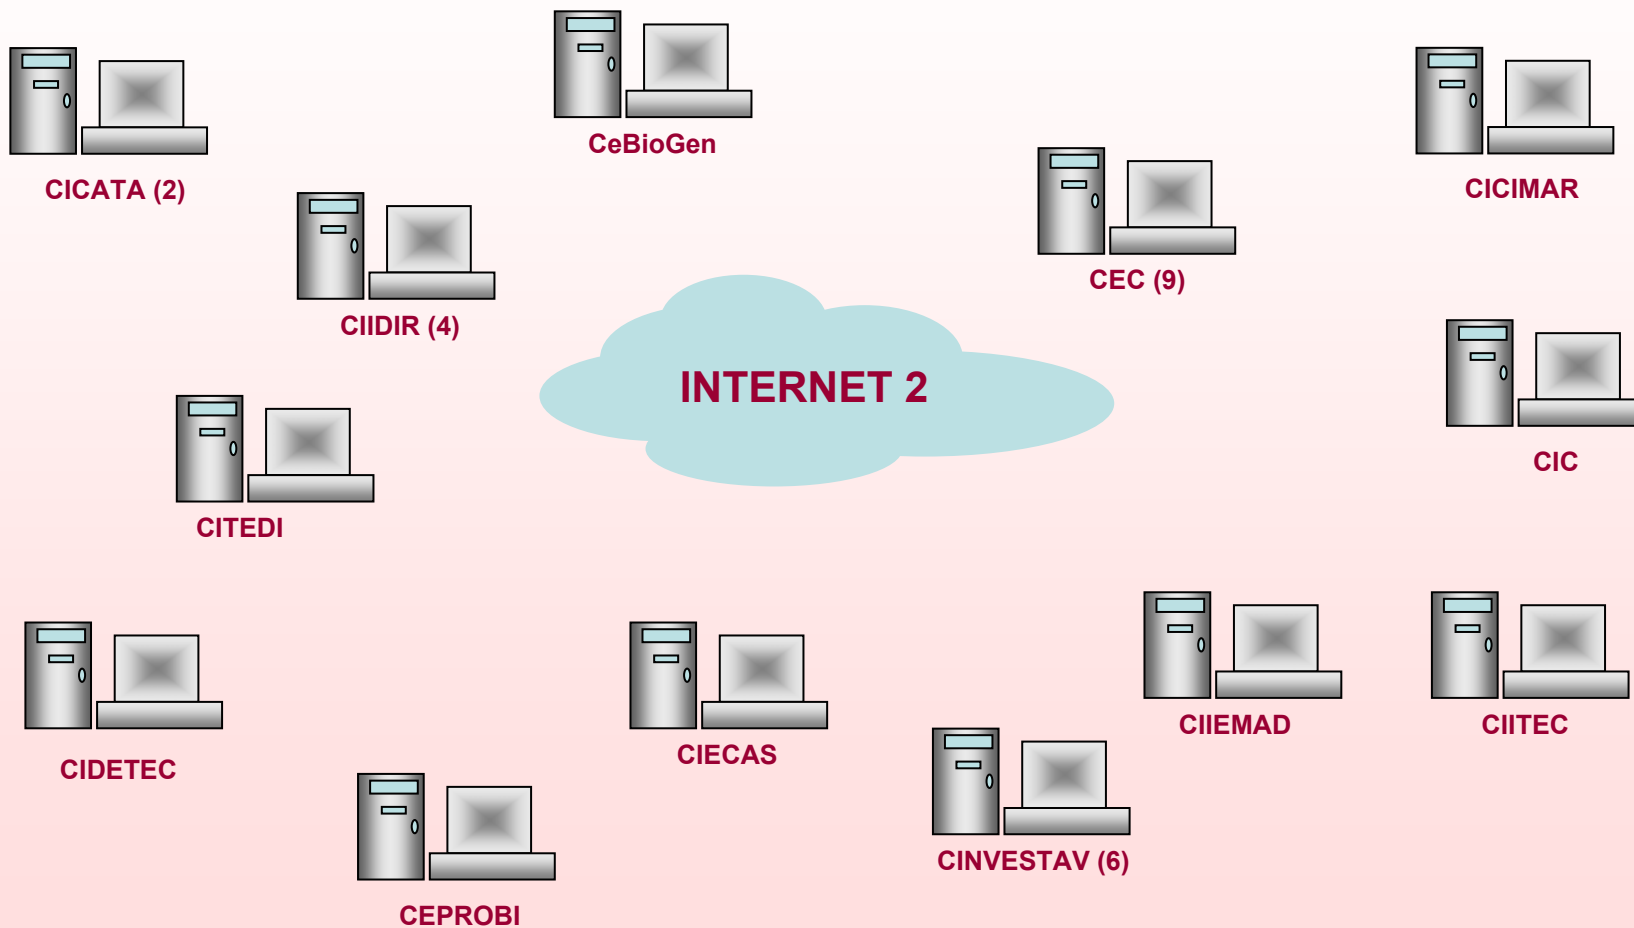 CeBioGen
CICATA (2)
CICIMAR
CEC (9)
CIIDIR (4)
INTERNET 2
CIC
CITEDI
CIIEMAD
CIITEC
CIECAS
CIDETEC
CINVESTAV (6)
CEPROBI